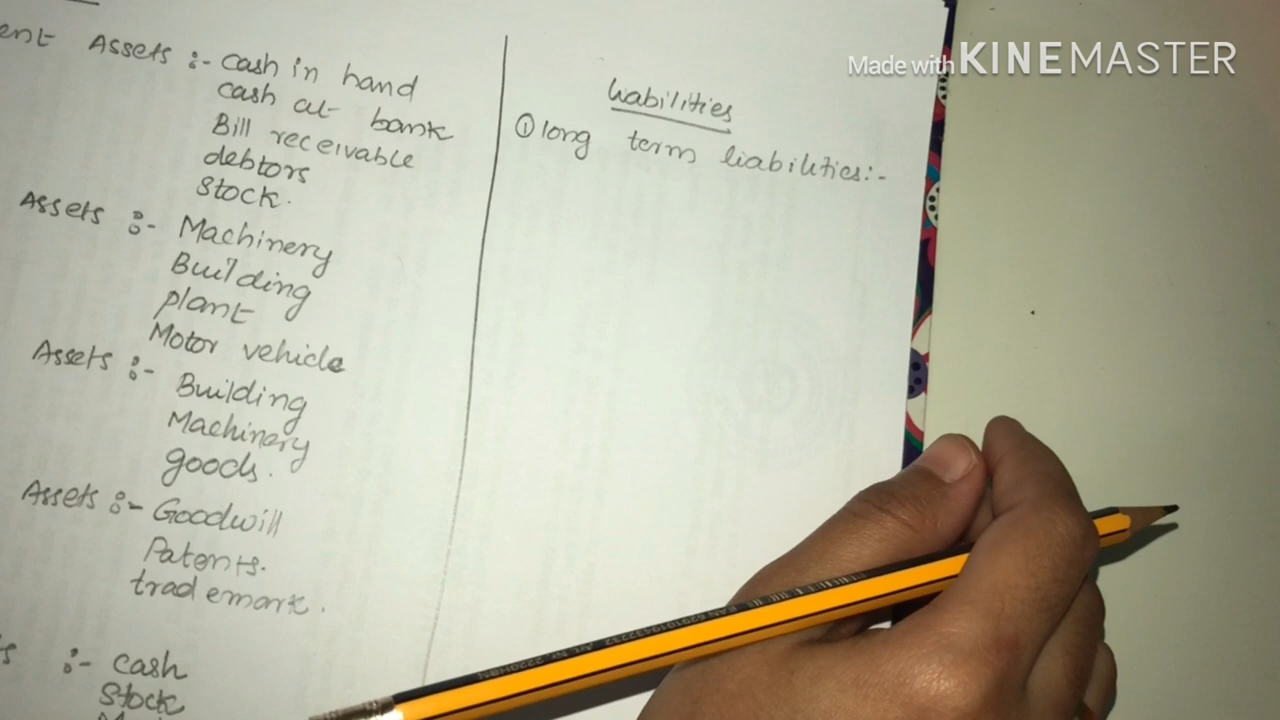 Made with KINEMASTER
ent Assets :- cash in hand
cash at bank
Bill receivable
debtors
stock.
Assets :- Machinery
Building
plant
Motor vehicle
Assets :- Building
Machinery
goods.
Assets :- Goodwill
Patents.
trademark.
:- cash
stock
liabilities
① long term liabilities:-